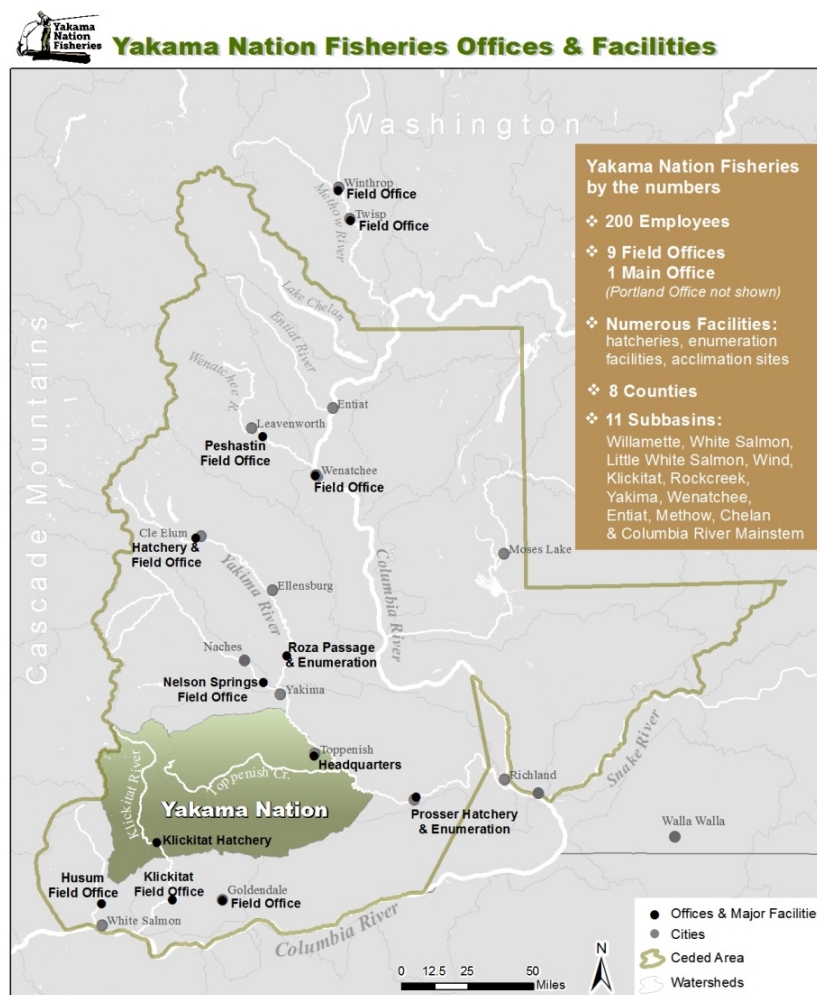 Yakama
Nation
Fisheries
Yakama Nation Fisheries Offices & Facilities
Washington
Cascade Mountains
Winthrop
Field Office
Twisp
Field Office
Methow River
Lake Chelan
Entiat River
Wenatchee R.
Entiat
Leavenworth
Peshastin
Field Office
Wenatchee
Field Office
Cle Elum
Hatchery &
Field Office
Yakima River
Ellensburg
Columbia River
Moses Lake
Naches
Roza Passage
& Enumeration
Nelson Springs
Field Office
Yakima
Toppenish
Headquarters
Toppenish Cr.
Klickitat River
Yakama Nation
Klickitat Hatchery
Prosser Hatchery
& Enumeration
Richland
Snake River
Walla Walla
Husum
Field Office
Klickitat
Field Office
Goldendale
Field Office
White Salmon
Columbia River
Yakama Nation Fisheries
by the numbers
❖ 200 Employees
❖ 9 Field Offices
1 Main Office
(Portland Office not shown)
❖ Numerous Facilities:
hatcheries, enumeration
facilities, acclimation sites
❖ 8 Counties
❖ 11 Subbasins:
Willamette, White Salmon,
Little White Salmon, Wind,
Klickitat, Rockcreek,
Yakima, Wenatchee,
Entiat, Methow, Chelan
& Columbia River Mainstem
Offices & Major Facilities
Cities
Ceded Area
Watersheds
N
0 12.5 25 50
Miles